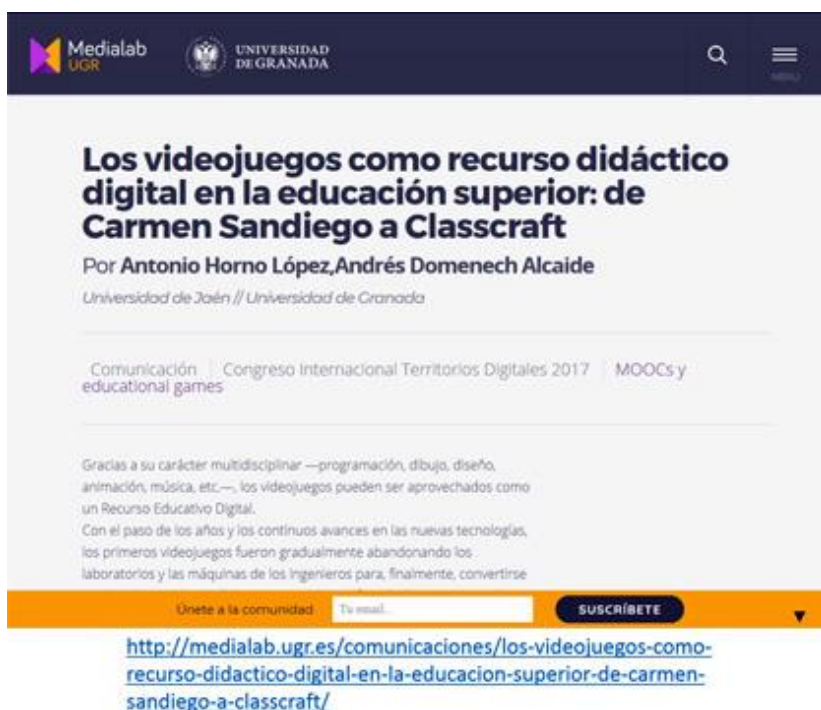 Medialab
UGR
UNIVERSIDAD
DE GRANADA
MENU
Los videojuegos como recurso didáctico
digital en la educación superior: de
Carmen Sandiego a Classcraft
Por Antonio Horno López,Andrés Domenech Alcaide
Universidad de Jaén // Universidad de Granada
Comunicación | Congreso Internacional Territorios Digitales 2017 | MOOCs y
educational games
Gracias a su carácter multidisciplinar —programación, dibujo, diseño,
animación, música, etc.—, los videojuegos pueden ser aprovechados como
un Recurso Educativo Digital.
Con el paso de los años y los continuos avances en las nuevas tecnologías,
los primeros videojuegos fueron gradualmente abandonando los
laboratorios y las máquinas de los ingenieros para, finalmente, convertirse
Únete a la comunidad Tu email... SUSCRÍBETE
http://medialab.ugr.es/comunicaciones/los-videojuegos-como-
recurso-didactico-digital-en-la-educacion-superior-de-carmen-
sandiego-a-classcraft/